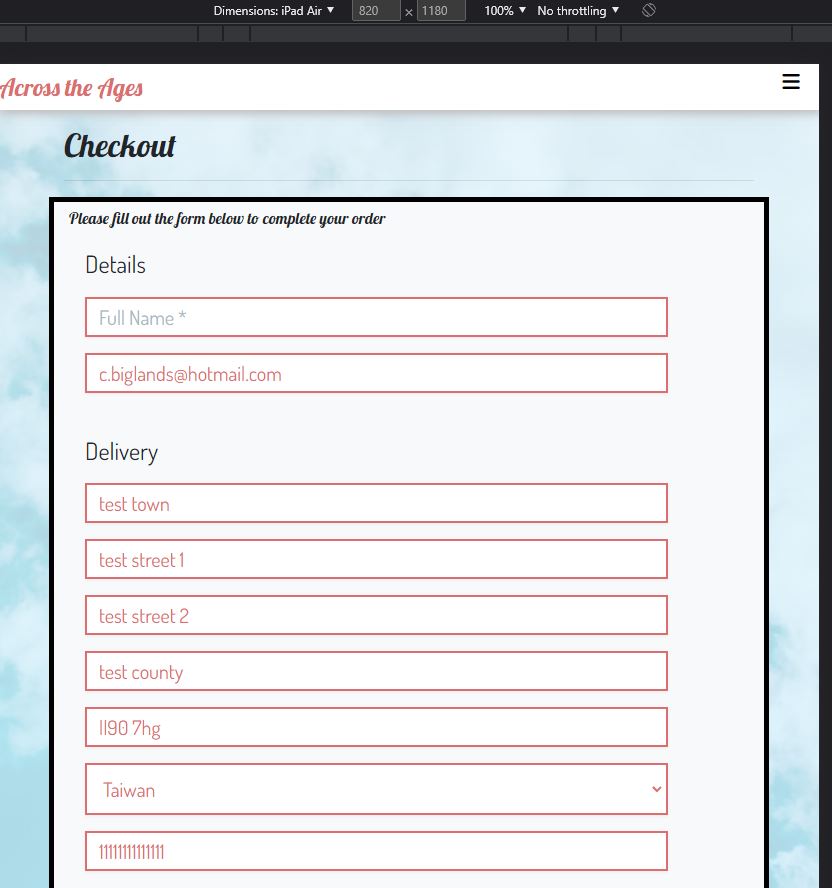 Dimensions: iPad Air 820 × 1180 100% No throttling
Across the Ages
Checkout
Please fill out the form below to complete your order
Details
Full Name *
c.biglands@hotmail.com
Delivery
test town
test street 1
test street 2
test county
ll90 7hg
Taiwan
111111111111111